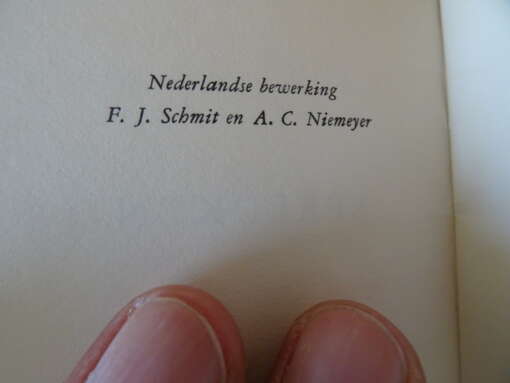 Nederlandse bewerking
F. J. Schmit en A. C. Niemeyer